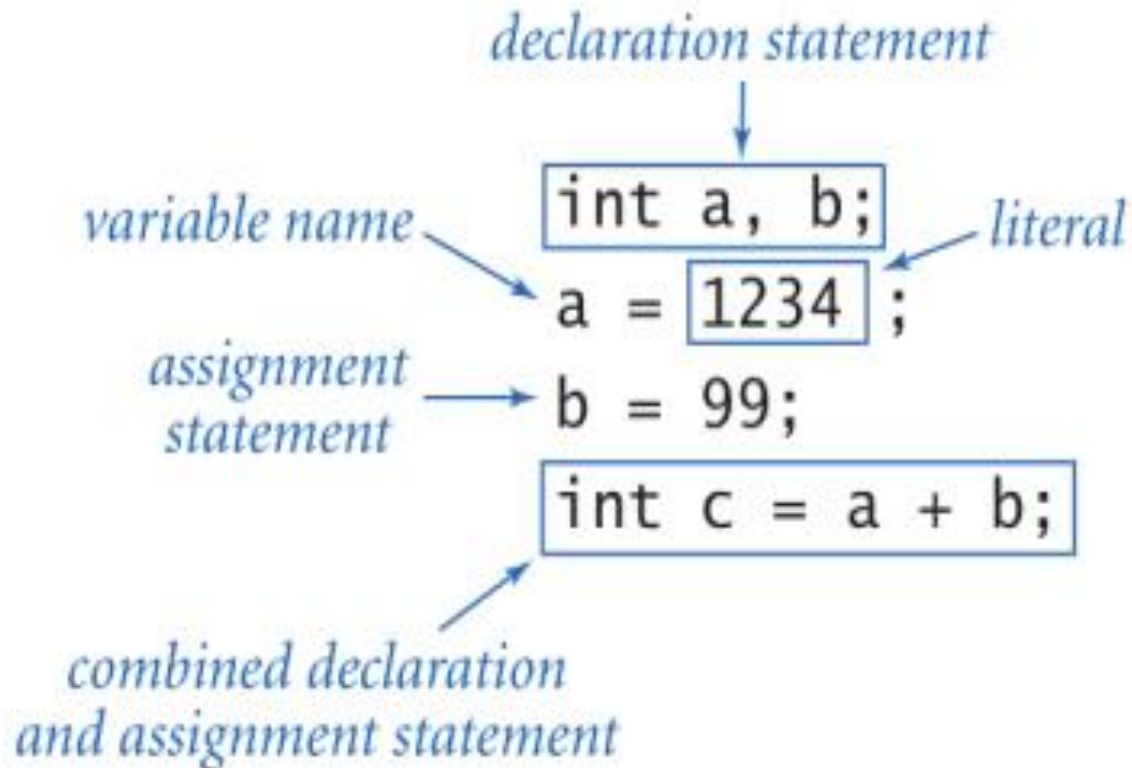 declaration statement
int a, b;
variable name
literal
a = 1234 ;
assignment
statement
b = 99;
int c = a + b;
combined declaration
and assignment statement